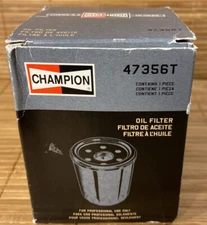 CHAMPION
47356T
CONTAINS 1 PIECE
CONTIENE 1 PIEZA
CONTIENT 1 PIÈCE
OIL FILTER
FILTRO DE ACEITE
FILTRE À L'HUILE
FOR PROFESSIONAL USE ONLY
PARA USO PROFESIONAL SOLAMENTE
POUR USAGE PROFESSIONNEL SEULEMENT